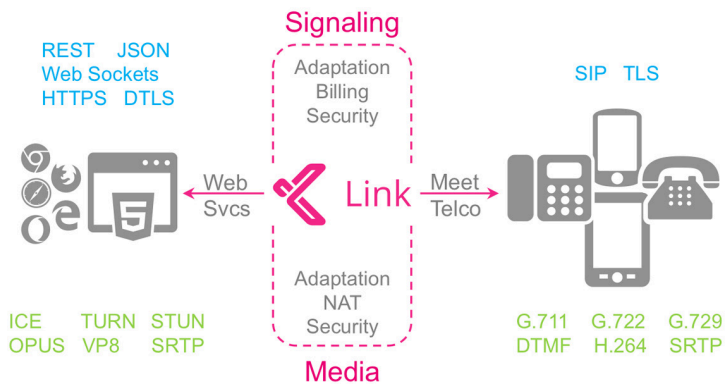 Signaling
REST JSON
Web Sockets
HTTPS DTLS
Adaptation
Billing
Security
SIP TLS
Web
Svcs
Link
Meet
Telco
5
Adaptation
NAT
Security
ICE TURN STUN
OPUS VP8 SRTP
G.711 G.722 G.729
DTMF H.264 SRTP
Media